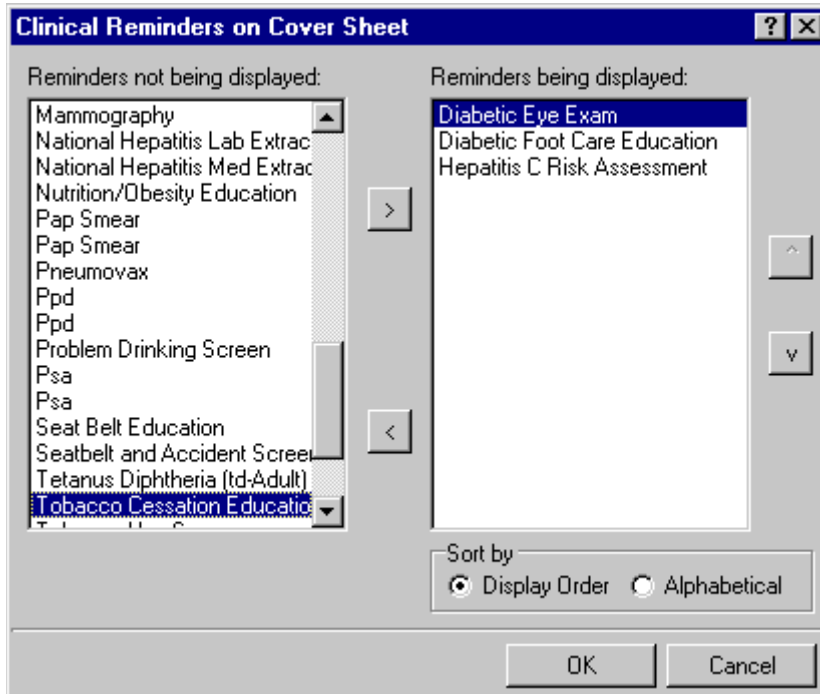 Clinical Reminders on Cover Sheet
? X
Reminders not being displayed:
Mammography
National Hepatitis Lab Extrac
National Hepatitis Med Extrac
Nutrition/Obesity Education
Pap Smear
Pap Smear
Pneumovax
Ppd
Ppd
Problem Drinking Screen
Psa
Psa
Seat Belt Education
Seatbelt and Accident Screen
Tetanus Diphtheria (td-Adult)
Tobacco Cessation Educatio
>
<
Reminders being displayed:
Diabetic Eye Exam
Diabetic Foot Care Education
Hepatitis C Risk Assessment
^
v
Sort by
Display Order
Alphabetical
OK
Cancel